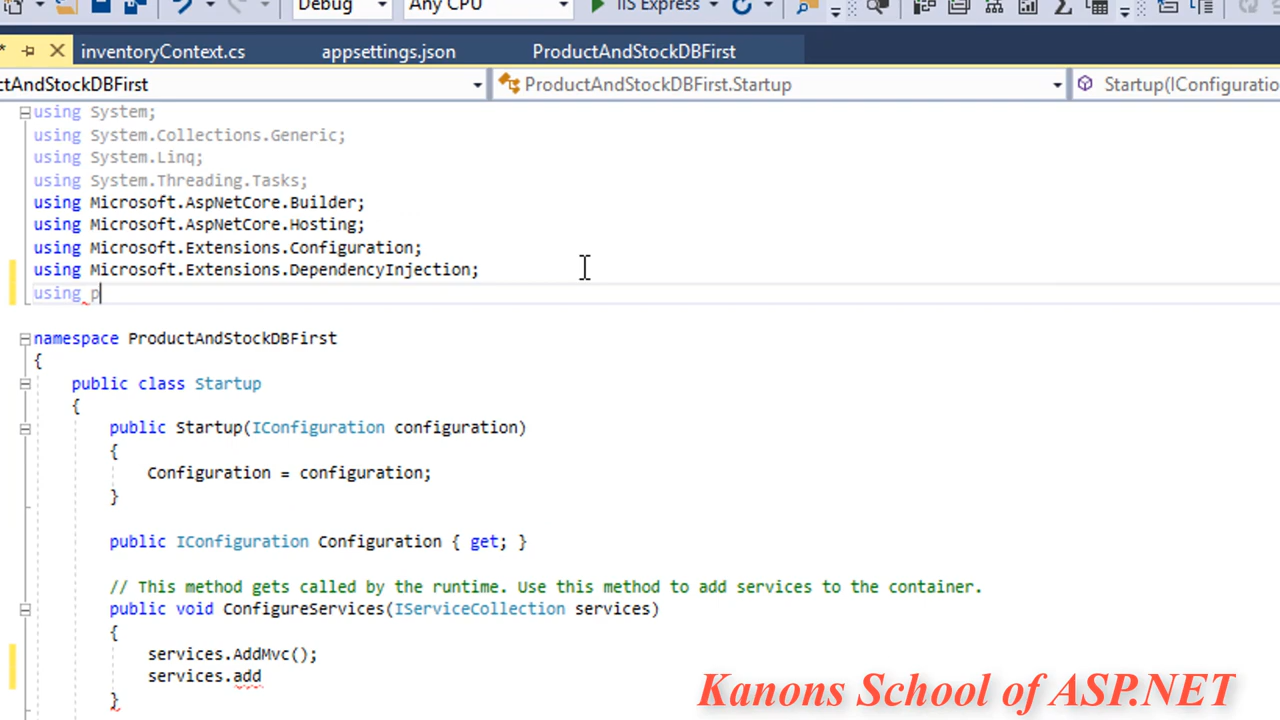 Debug Any CPU IIS Express
* inventoryContext.cs appsettings.json ProductAndStockDBFirst
ctAndStockDBFirst ProductAndStockDBFirst.Startup Startup(IConfiguratio
using System;
using System.Collections.Generic;
using System.Linq;
using System.Threading.Tasks;
using Microsoft.AspNetCore.Builder;
using Microsoft.AspNetCore.Hosting;
using Microsoft.Extensions.Configuration;
using Microsoft.Extensions.DependencyInjection;
using p
namespace ProductAndStockDBFirst
{
public class Startup
{
public Startup(IConfiguration configuration)
{
Configuration = configuration;
}
public IConfiguration Configuration { get; }
// This method gets called by the runtime. Use this method to add services to the container.
public void ConfigureServices(IServiceCollection services)
{
services.AddMvc();
services.add
}
Kanons School of ASP.NET